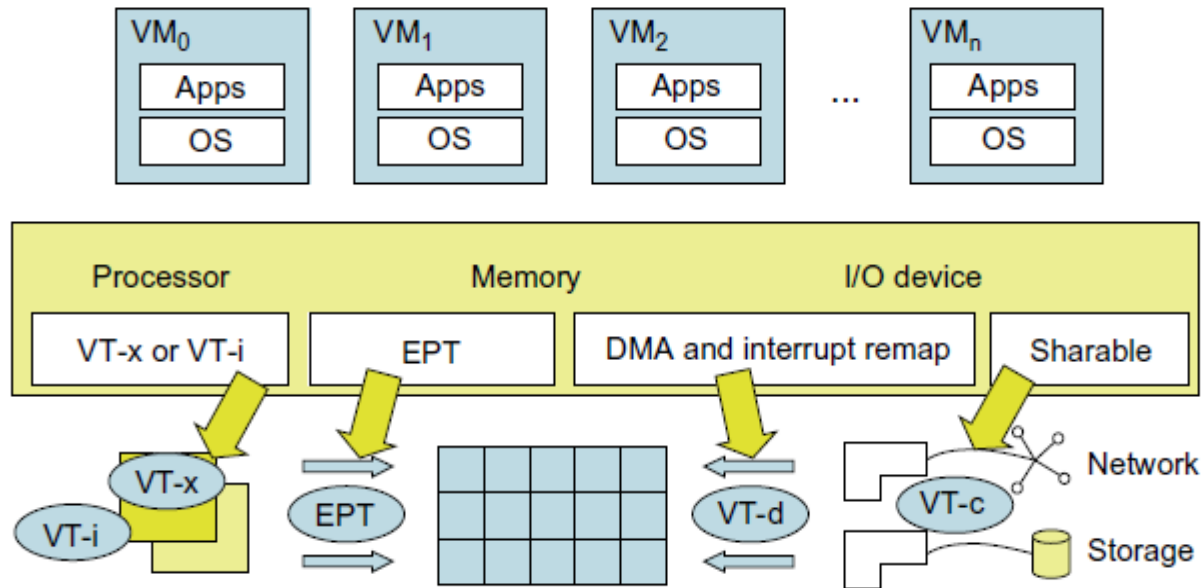 VM0 VM1 VM2 VMn
Apps Apps Apps ... Apps
OS OS OS OS
Processor Memory I/O device
VT-x or VT-i EPT DMA and interrupt remap Sharable
VT-x EPT VT-d VT-c Network
VT-i Storage